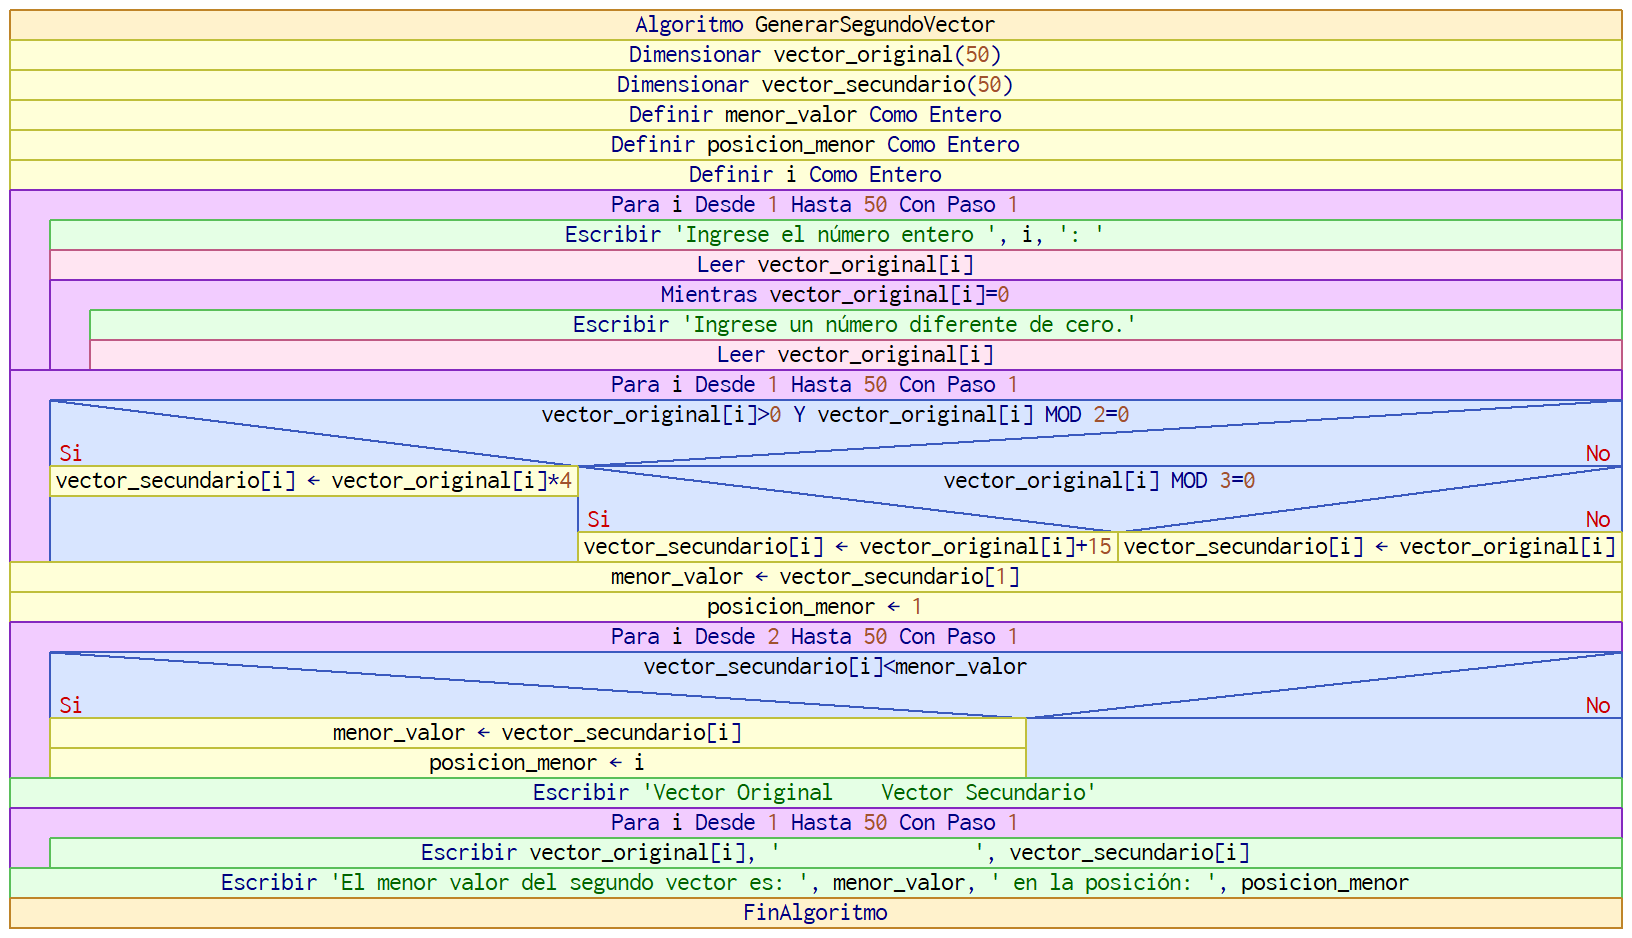 Algoritmo GenerarSegundoVector
Dimensionar vector_original(50)
Dimensionar vector_secundario(50)
Definir menor_valor Como Entero
Definir posicion_menor Como Entero
Definir i Como Entero
Para i Desde 1 Hasta 50 Con Paso 1
Escribir 'Ingrese el número entero ', i, ': '
Leer vector_original[i]
Mientras vector_original[i]=0
Escribir 'Ingrese un número diferente de cero.'
Leer vector_original[i]
Para i Desde 1 Hasta 50 Con Paso 1
vector_original[i]>0 Y vector_original[i] MOD 2=0
Si No
vector_secundario[i] ← vector_original[i]*4 vector_original[i] MOD 3=0
Si No
vector_secundario[i] ← vector_original[i]+15 vector_secundario[i] ← vector_original[i]
menor_valor ← vector_secundario[1]
posicion_menor ← 1
Para i Desde 2 Hasta 50 Con Paso 1
vector_secundario[i]<menor_valor
Si No
menor_valor ← vector_secundario[i]
posicion_menor ← i
Escribir 'Vector Original    Vector Secundario'
Para i Desde 1 Hasta 50 Con Paso 1
Escribir vector_original[i], '                ', vector_secundario[i]
Escribir 'El menor valor del segundo vector es: ', menor_valor, ' en la posición: ', posicion_menor
FinAlgoritmo